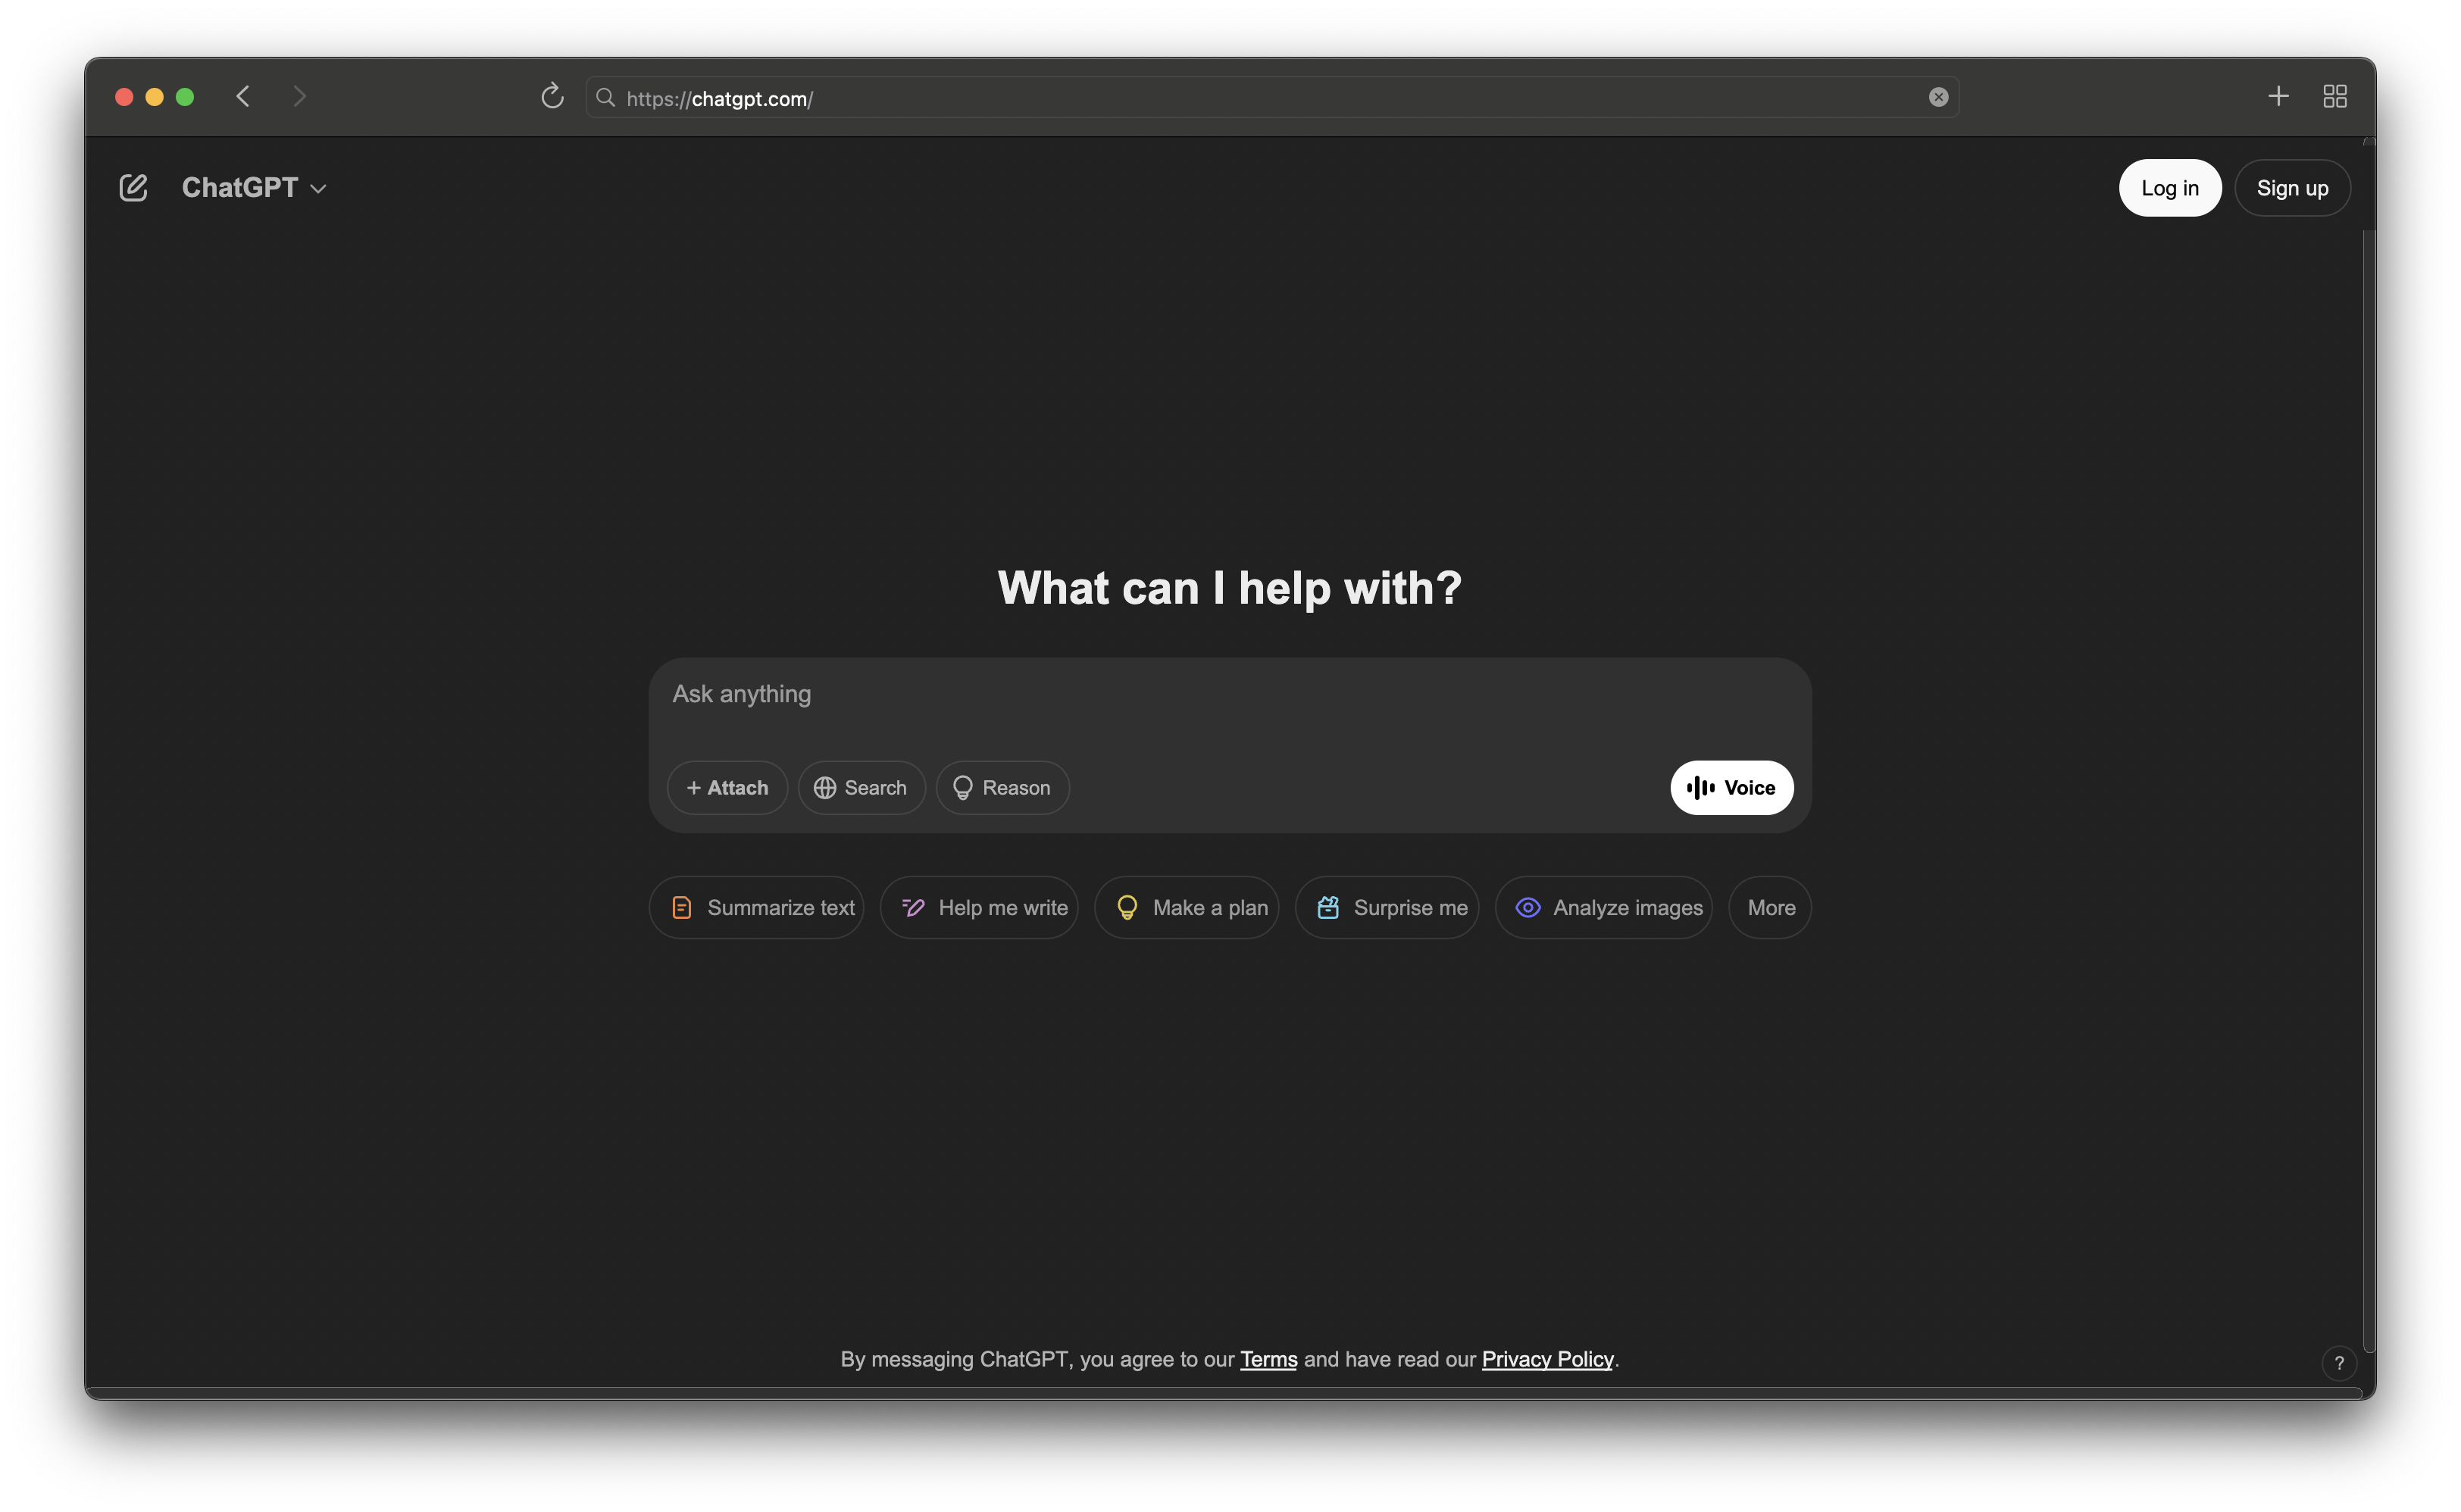 https://chatgpt.com/
ChatGPT
Log in
Sign up
What can I help with?
Ask anything
+ Attach
Search
Reason
Voice
Summarize text
Help me write
Make a plan
Surprise me
Analyze images
More
By messaging ChatGPT, you agree to our Terms and have read our Privacy Policy.
?